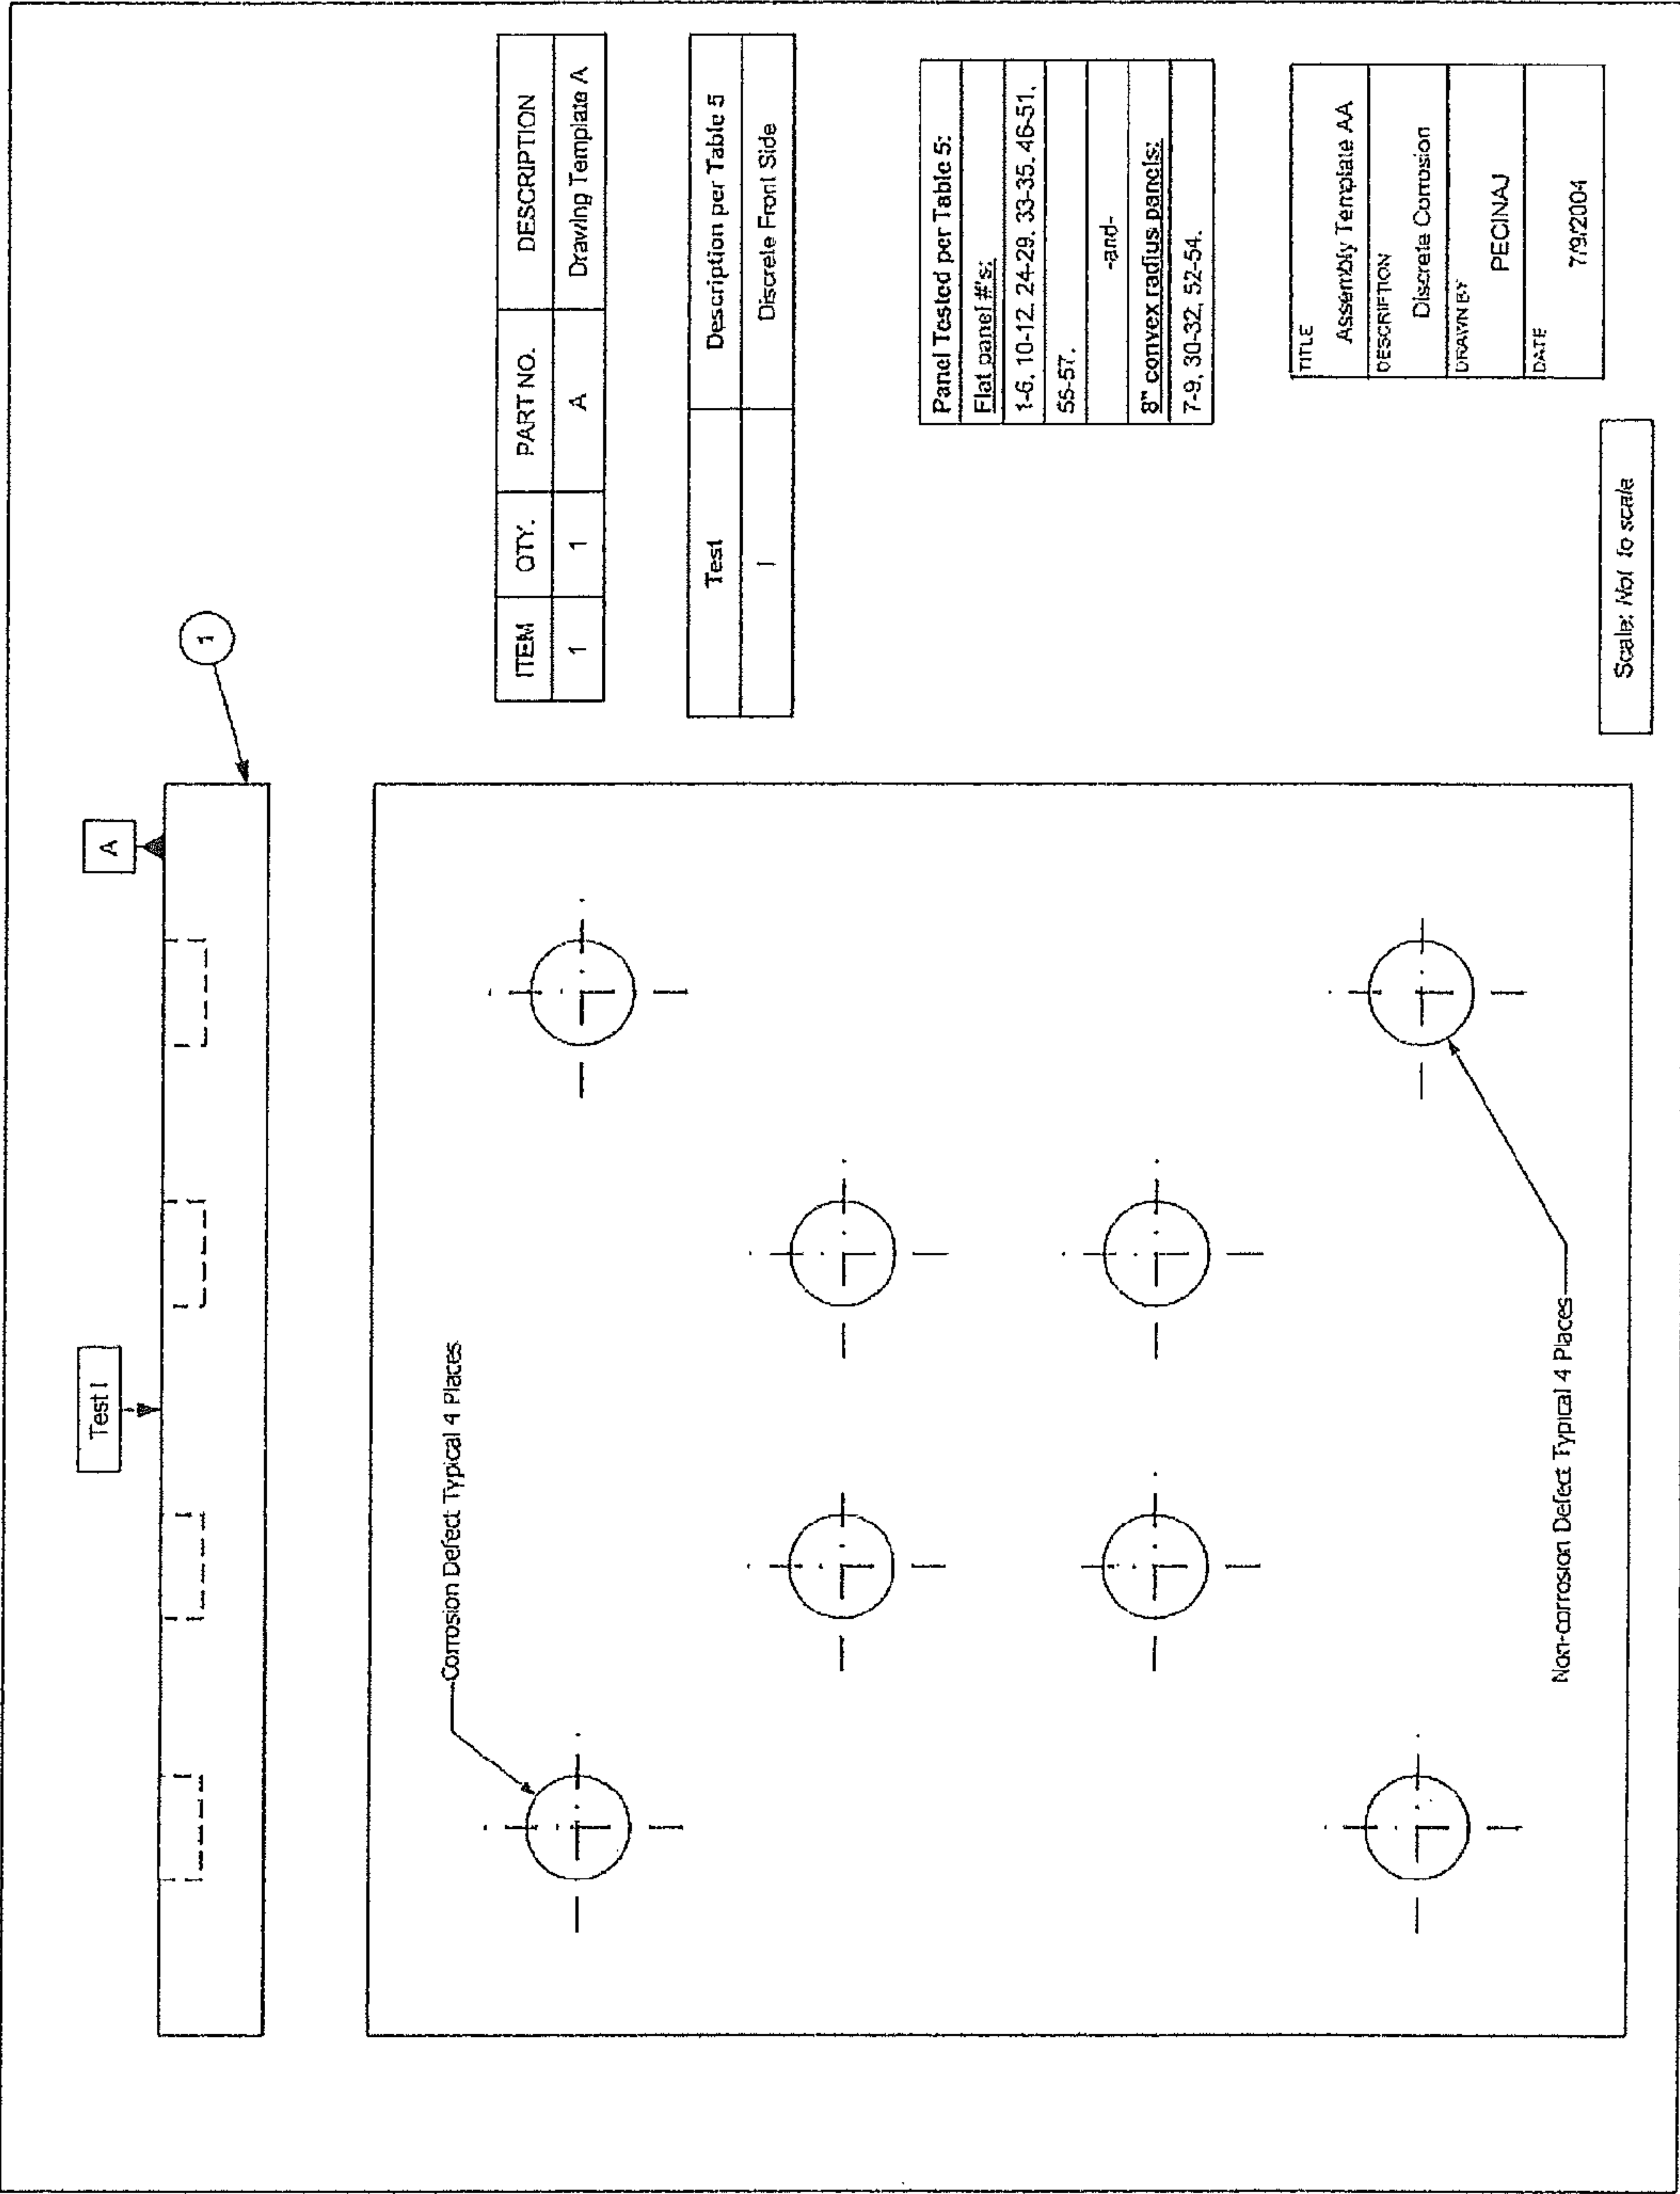 Test I
A
1
Corrosion Defect Typical 4 Places
Non-corrosion Defect Typical 4 Places
ITEM QTY. PART NO. DESCRIPTION
1 1 A Drawing Template A
Test Description per Table 5
I Discrete Front Side
Panel Tested per Table 5:
Flat panel #'s:
1-6, 10-12, 24-29, 33-35, 46-51,
55-57.
-and-
8" convex radius panels:
7-9, 30-32, 52-54.
TITLE
Assembly Template AA
DESCRIPTION
Discrete Corrosion
DRAWN BY
PECINAJ
DATE
7/9/2004
Scale: Not to scale